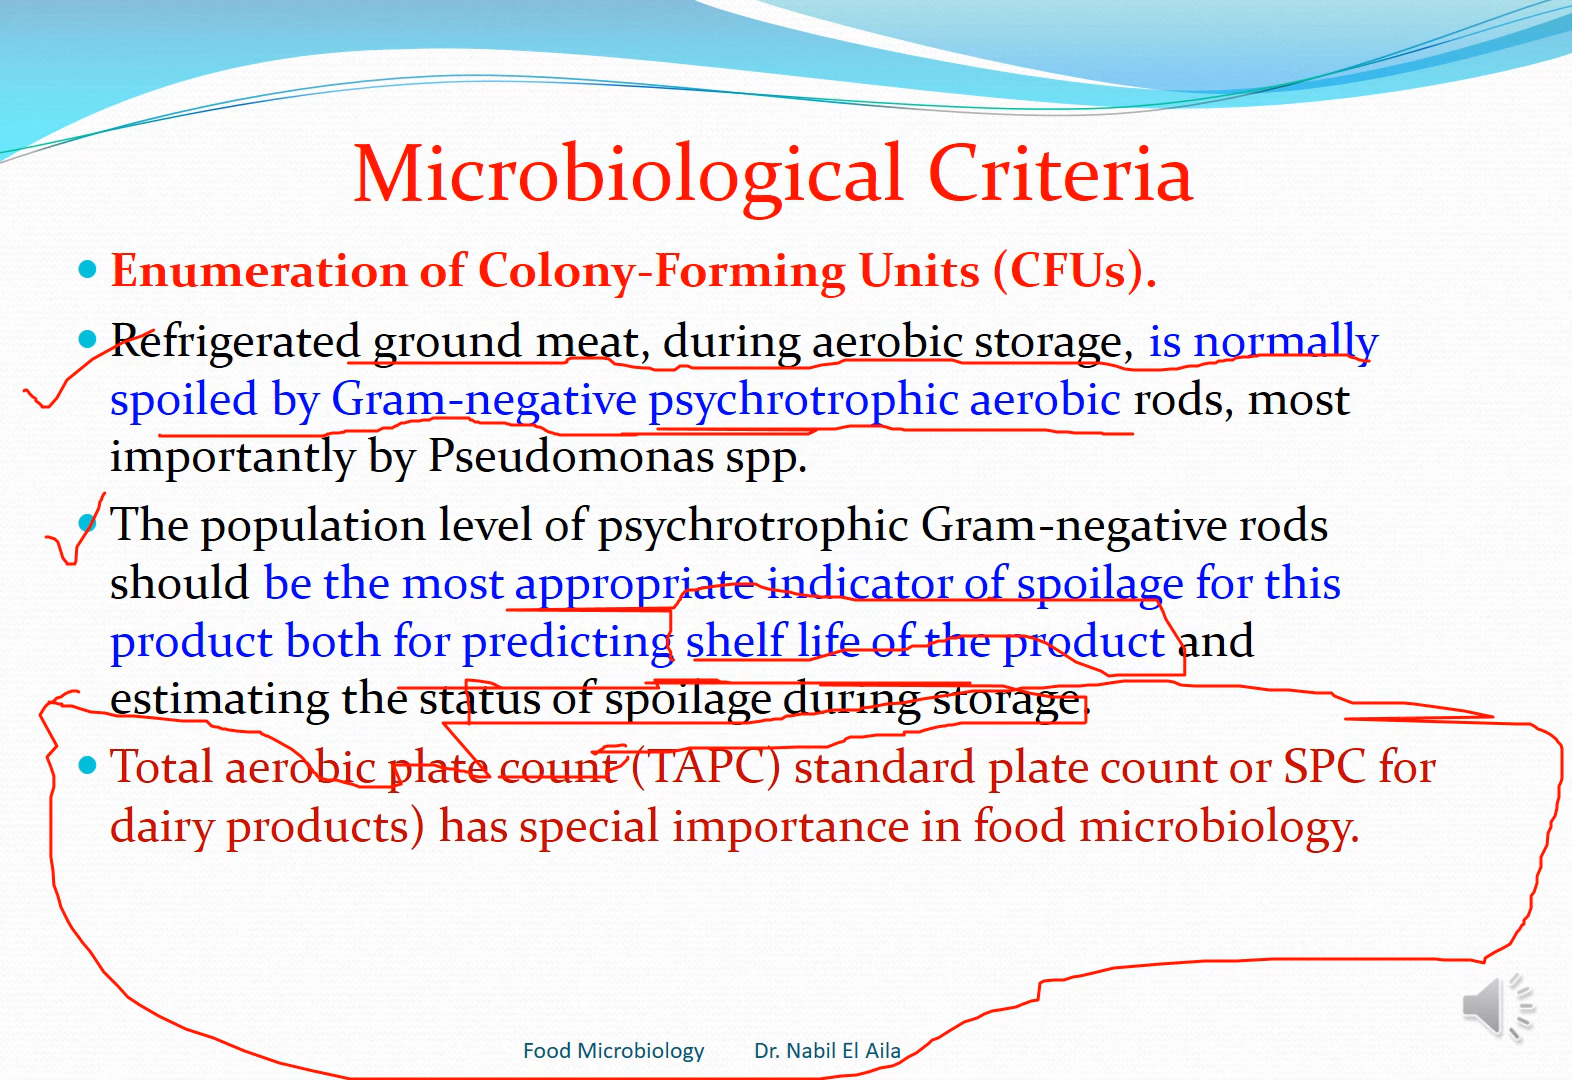 Microbiological Criteria
Enumeration of Colony-Forming Units (CFUs).
Refrigerated ground meat, during aerobic storage, is normally
spoiled by Gram-negative psychrotrophic aerobic rods, most
importantly by Pseudomonas spp.
The population level of psychrotrophic Gram-negative rods
should be the most appropriate indicator of spoilage for this
product both for predicting shelf life of the product and
estimating the status of spoilage during storage.
Total aerobic plate count (TAPC) standard plate count or SPC for
dairy products) has special importance in food microbiology.
Food Microbiology Dr. Nabil El Aila